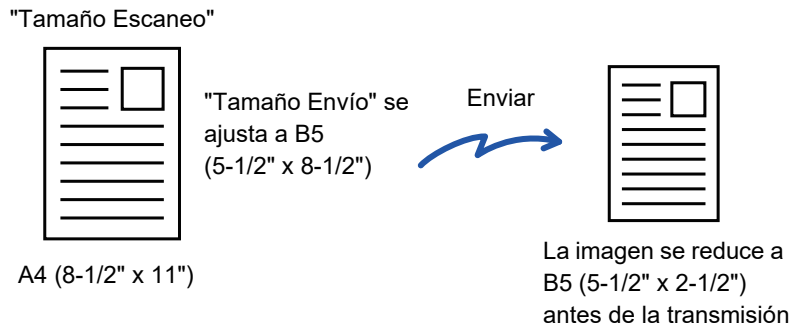 "Tamaño Escaneo"
"Tamaño Envío" se
ajusta a B5
(5-1/2" x 8-1/2")
Enviar
A4 (8-1/2" x 11")
La imagen se reduce a
B5 (5-1/2" x 2-1/2")
antes de la transmisión